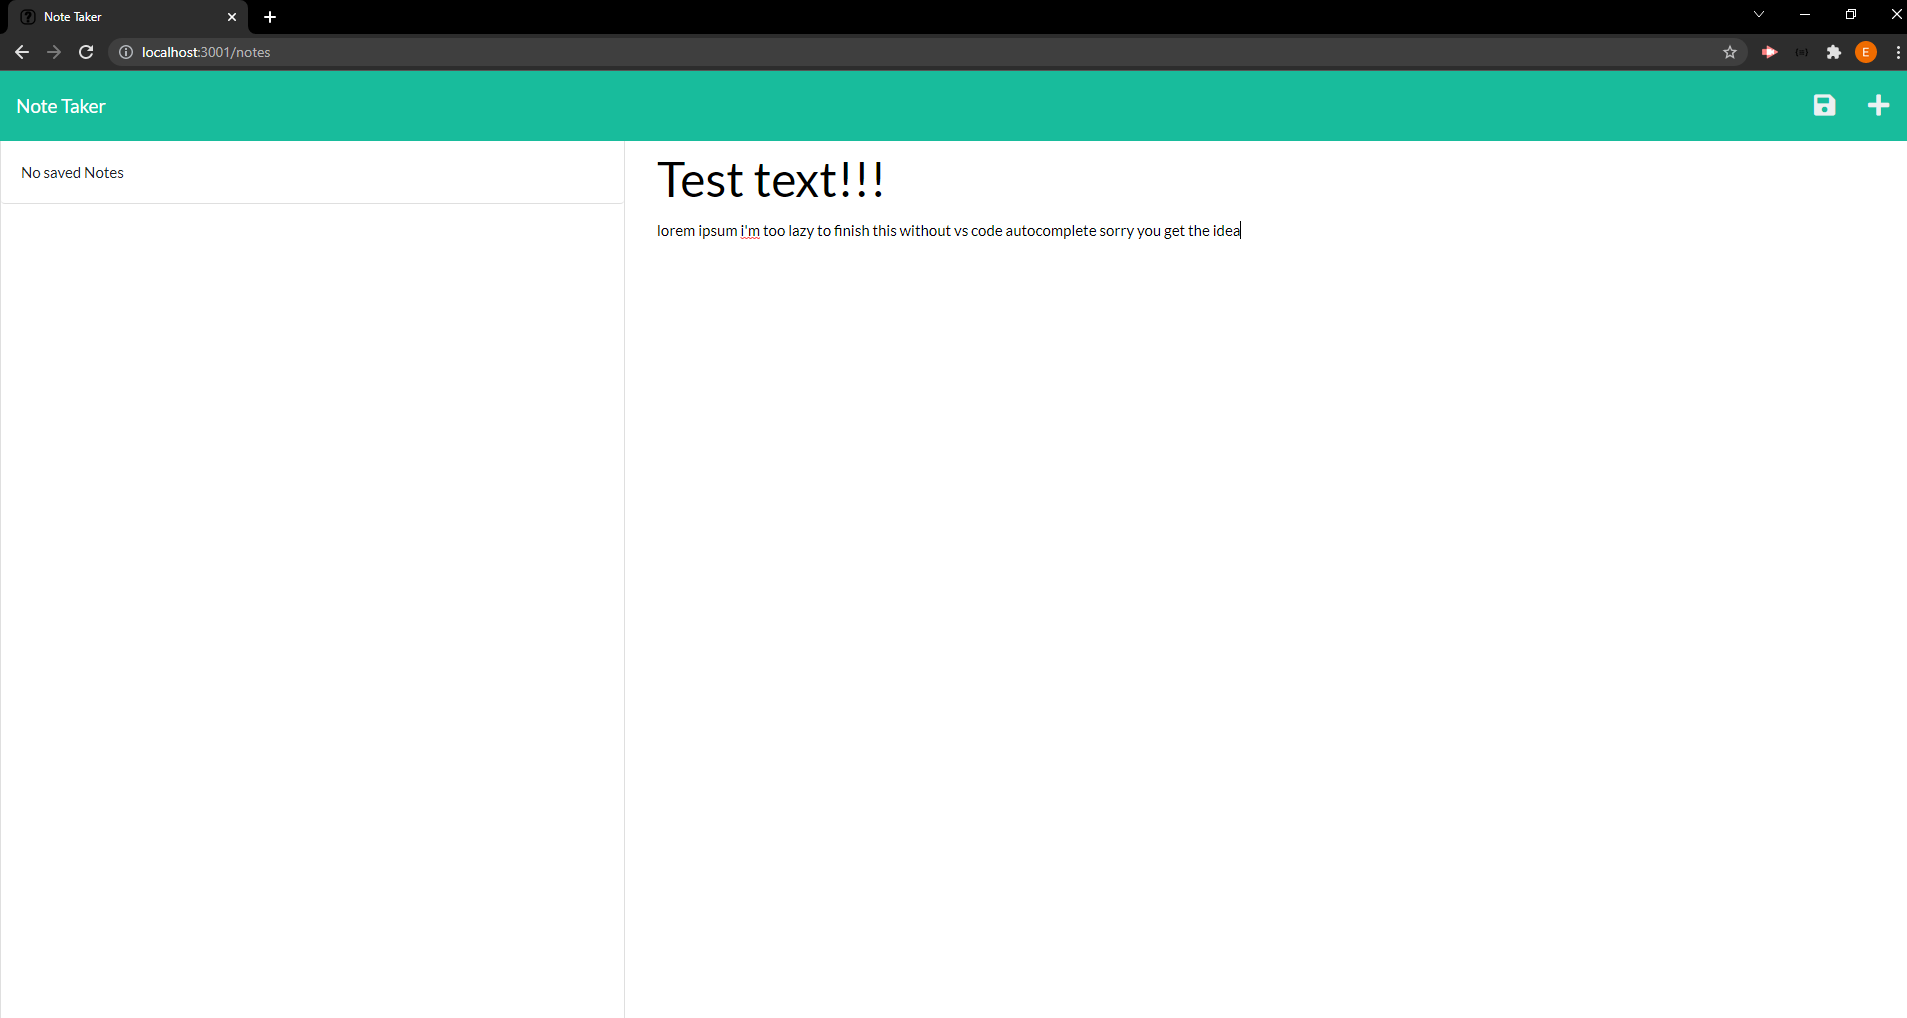 Note Taker
localhost:3001/notes
E
Note Taker
No saved Notes
Test text!!!
lorem ipsum i'm too lazy to finish this without vs code autocomplete sorry you get the idea